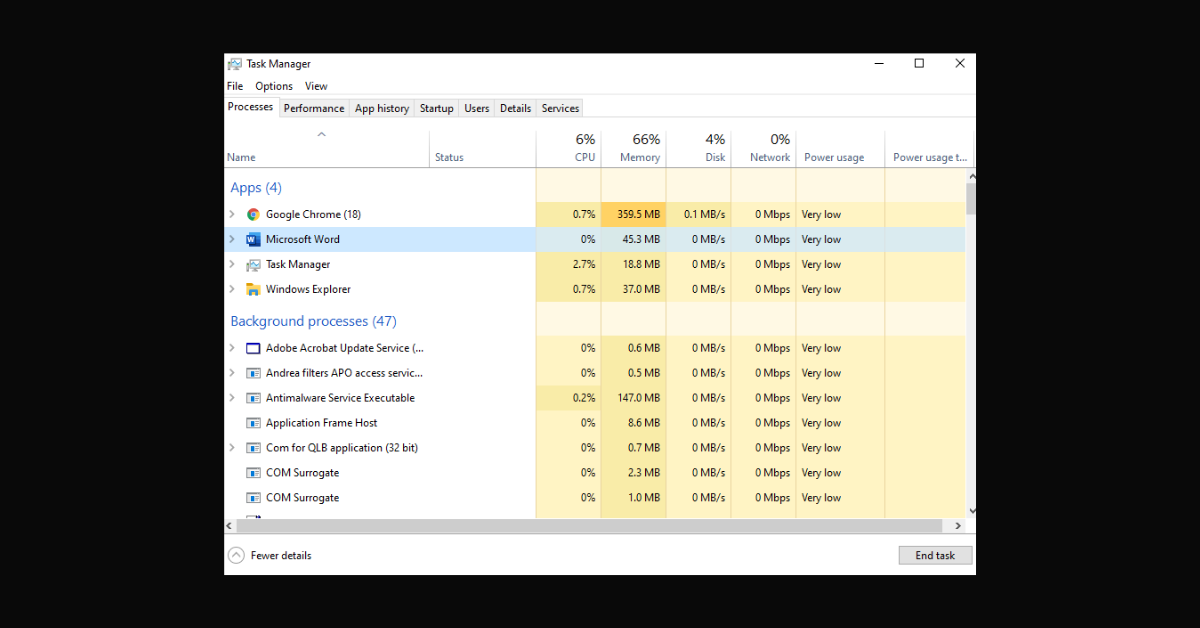 Task Manager
File Options View
Processes Performance App history Startup Users Details Services
6% 66% 4% 0%
Name Status CPU Memory Disk Network Power usage Power usage t...
Apps (4)
Google Chrome (18) 0.7% 359.5 MB 0.1 MB/s 0 Mbps Very low
Microsoft Word 0% 45.3 MB 0 MB/s 0 Mbps Very low
Task Manager 2.7% 18.8 MB 0 MB/s 0 Mbps Very low
Windows Explorer 0.7% 37.0 MB 0 MB/s 0 Mbps Very low
Background processes (47)
Adobe Acrobat Update Service (... 0% 0.6 MB 0 MB/s 0 Mbps Very low
Andrea filters APO access servic... 0% 0.5 MB 0 MB/s 0 Mbps Very low
Antimalware Service Executable 0.2% 147.0 MB 0 MB/s 0 Mbps Very low
Application Frame Host 0% 8.6 MB 0 MB/s 0 Mbps Very low
Com for QLB application (32 bit) 0% 0.7 MB 0 MB/s 0 Mbps Very low
COM Surrogate 0% 2.3 MB 0 MB/s 0 Mbps Very low
COM Surrogate 0% 1.0 MB 0 MB/s 0 Mbps Very low
Fewer details End task